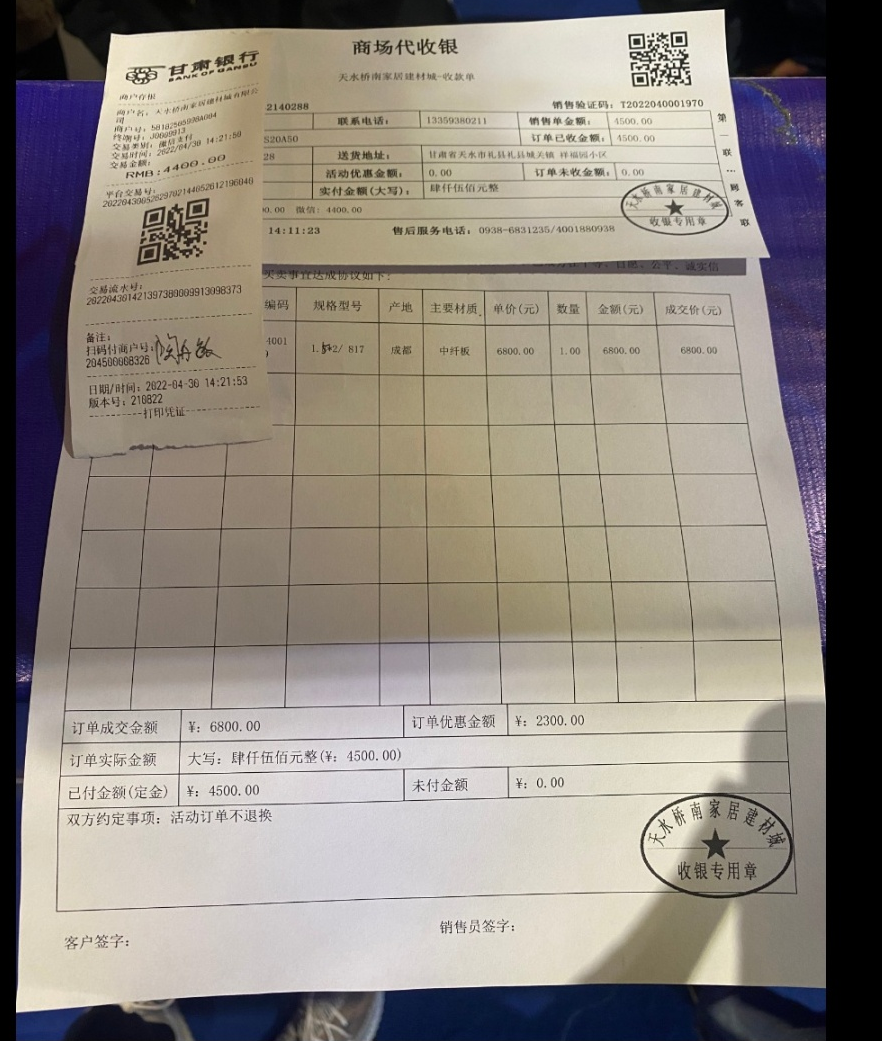 甘肃银行
BANK OF GANSU
商户存根
商户名: 天水桥南家居建材城有限公
司
商户号:
终端号: J0009913
交易类别: 微信支付
交易时间: 2022/04/30 14:21:50
交易金额:
RMB:4400.00
平台交易号:
20220430052629702144052612196040
交易流水号:
202204301421397380009913098373
备注:
扫码付商户号:
204500008326
日期/时间: 2022-04-30 14:21:53
版本号: 210822
打印凭证
商场代收银
天水桥南家居建材城-收款单
2140288
销售验证码: T2022040001970
联系电话: 13359380211 销售单金额: 4500.00
S20A50 订单已收金额: 4500.00
28 送货地址: 甘肃省天水市礼县礼县城关镇 祥福园小区
活动优惠金额: 0.00 订单未收金额: 0.00
实付金额(大写): 肆仟伍佰元整
00.00 微信: 4400.00
14:11:23 售后服务电话: 0938-6831235/4001880938
第一联…顾客联
天水桥南家居建材城
收银专用章
买卖事宜达成协议如下:
编码 规格型号 产地 主要材质 单价(元) 数量 金额(元) 成交价(元)
4001 817 成都 中纤板 6800.00 1.00 6800.00 6800.00
订单成交金额 ¥: 6800.00 订单优惠金额 ¥: 2300.00
订单实际金额 大写: 肆仟伍佰元整(¥: 4500.00)
已付金额(定金) ¥: 4500.00 未付金额 ¥: 0.00
双方约定事项: 活动订单不退换
天水桥南家居建材城
收银专用章
客户签字: 销售员签字: